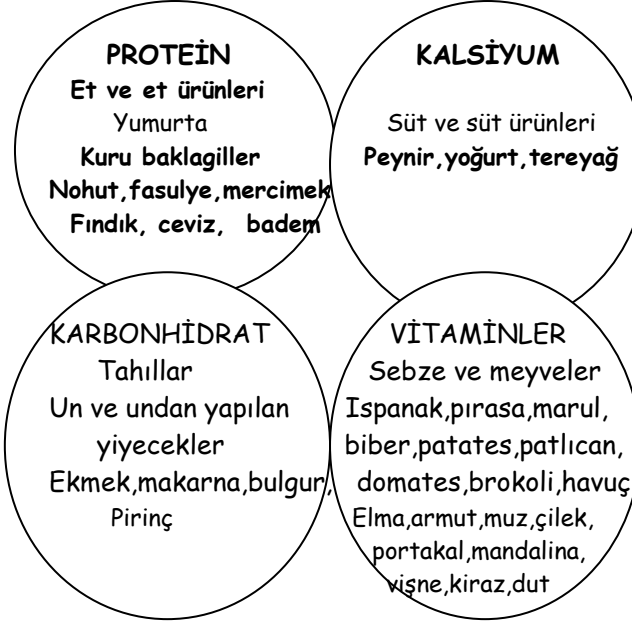 PROTEİN
Et ve et ürünleri
Yumurta
Kuru baklagiller
Nohut,fasulye,mercimek
Fındık, ceviz, badem
KALSİYUM
Süt ve süt ürünleri
Peynir,yoğurt,tereyağ
KARBONHİDRAT
Tahıllar
Un ve undan yapılan
yiyecekler
Ekmek,makarna,bulgur,
Pirinç
VİTAMİNLER
Sebze ve meyveler
Ispanak,pırasa,marul,
biber,patates,patlıcan,
domates,brokoli,havuç
Elma,armut,muz,çilek,
portakal,mandalina,
vişne,kiraz,dut